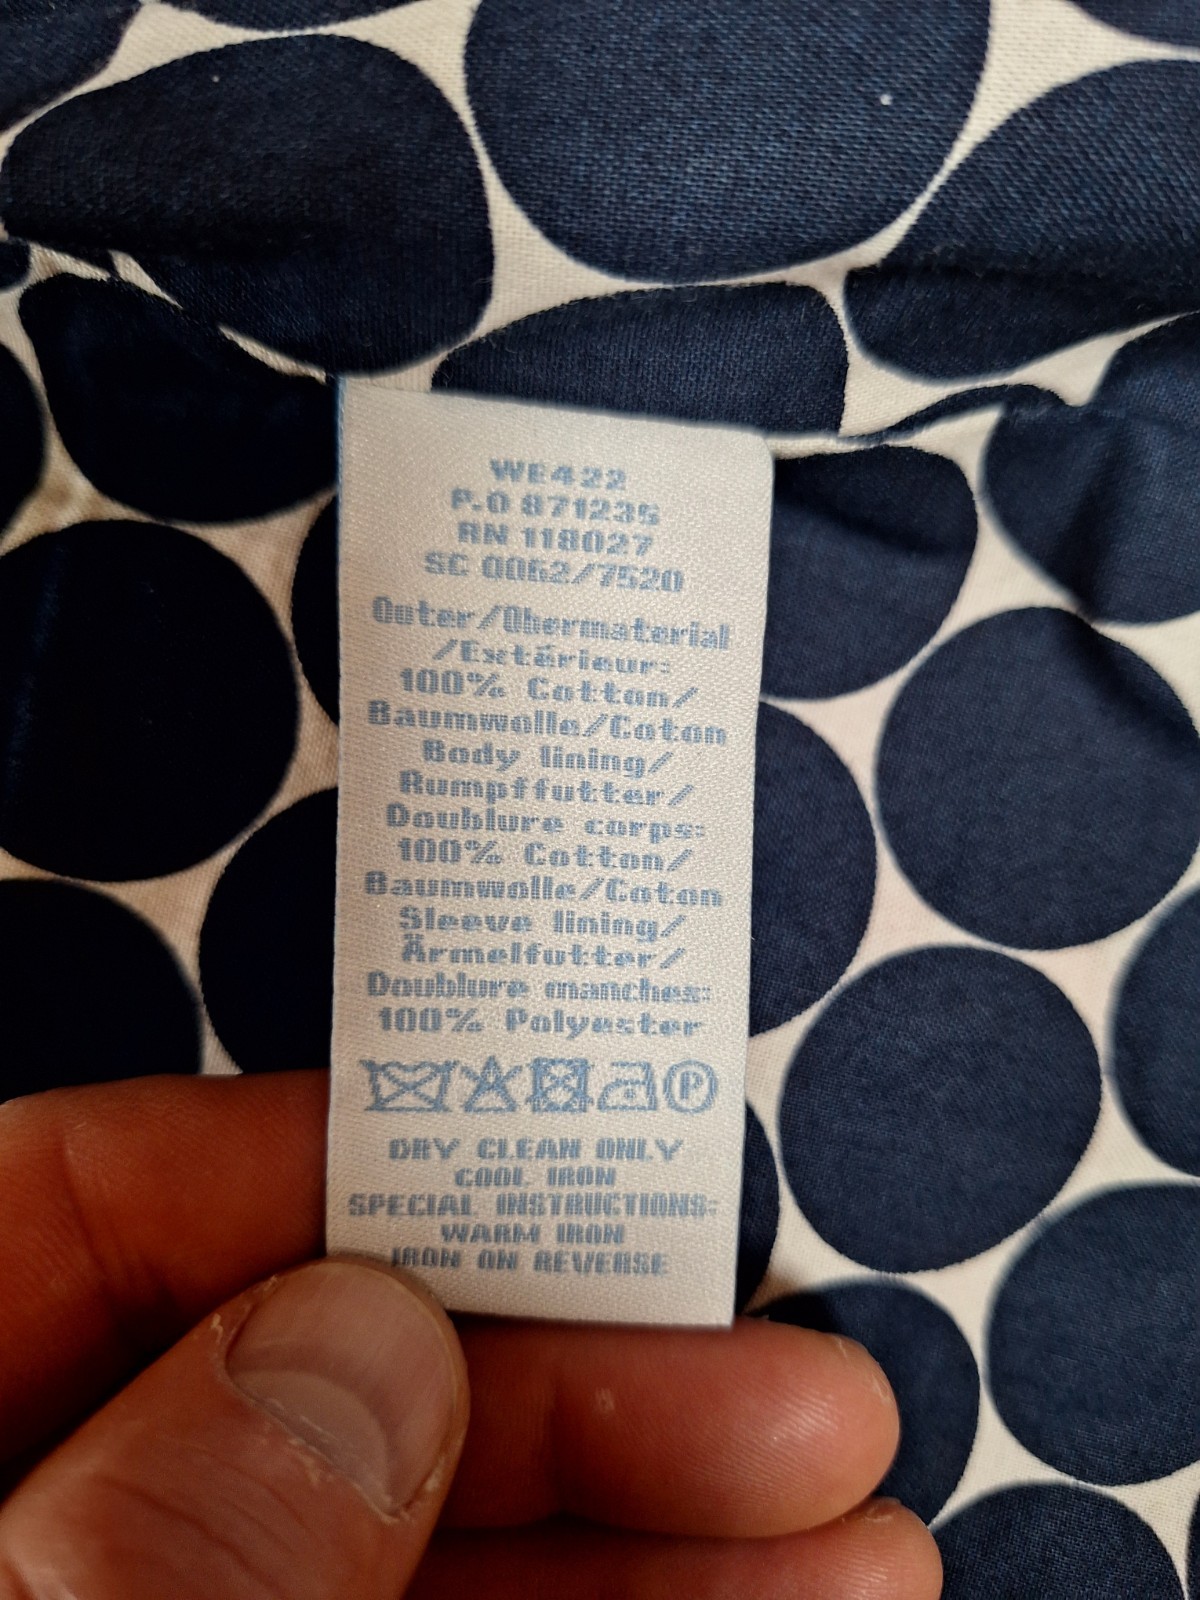 WE422
P.O 871235
RN 118027
SC 0062/7520
Outer/Obermaterial
/Extérieur:
100% Cotton/
Baumwolle/Coton
Body lining/
Rumpffutter/
Doublure corps:
100% Cotton/
Baumwolle/Coton
Sleeve lining/
Ärmelfutter/
Doublure manches:
100% Polyester
P
DRY CLEAN ONLY
COOL IRON
SPECIAL INSTRUCTIONS:
WARM IRON
IRON ON REVERSE